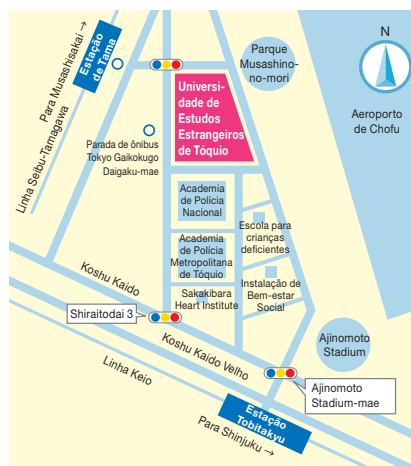 Para Musashisakai →
Estação
de Tama
Linha Seibu-Tamagawa
Parada de ônibus
Tokyo Gaikokugo
Daigaku-mae
Universi-
dade de
Estudos
Estrangeiros
de Tóquio
Parque
Musashino-
no-mori
N
Aeroporto
de Chofu
Academia
de Polícia
Nacional
Academia
de Polícia
Metropolitana
de Tóquio
Sakakibara
Heart Institute
Escola para
crianças
deficientes
Instalação de
Bem-estar
Social
Koshu Kaido
Shiraitodai 3
Koshu Kaido Velho
Linha Keio
Ajinomoto
Stadium
Ajinomoto
Stadium-mae
Estação
Tobitakyu
Para Shinjuku →